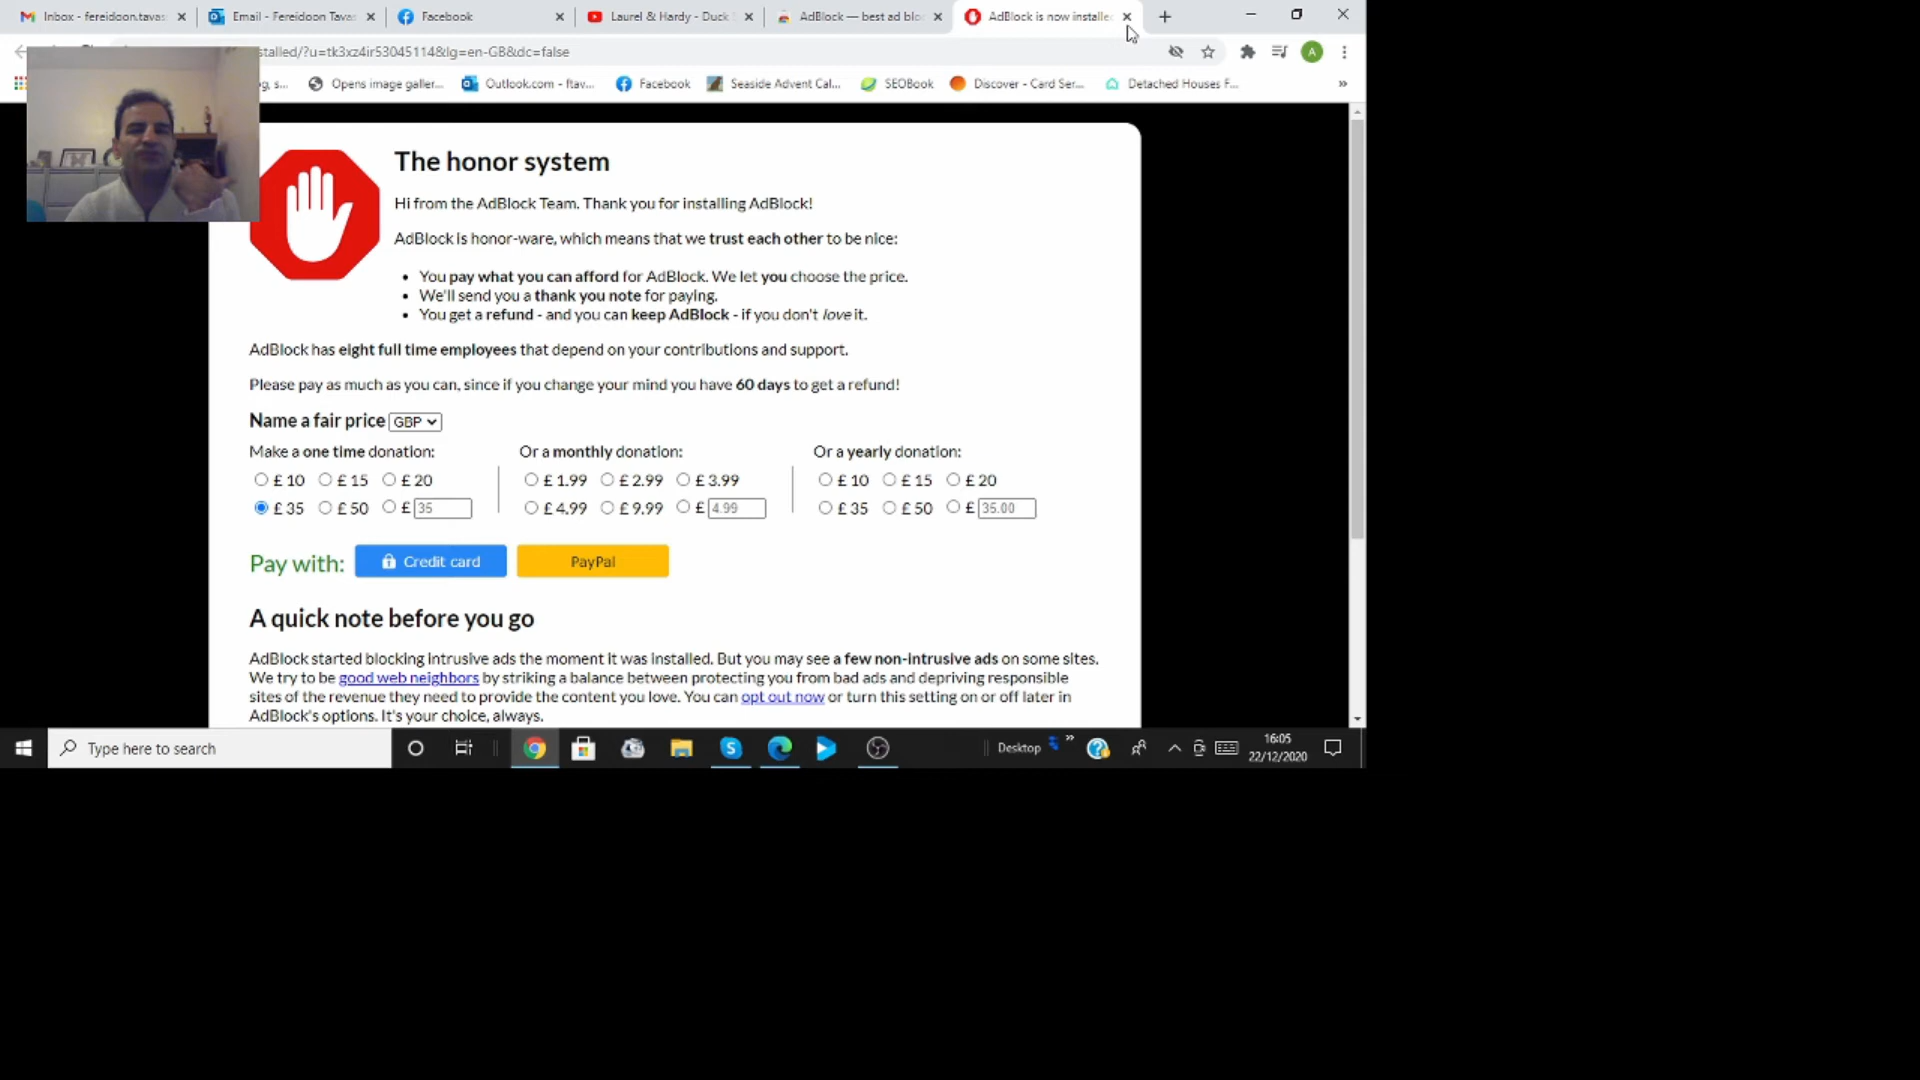 Inbox - fereidoon.tavas
Email - Fereidoon Tavas
Facebook
Laurel & Hardy - Duck
AdBlock — best ad blo
AdBlock is now installe
stalled/?u=tk3xz4ir53045114&lg=en-GB&dc=false
A
g, s...
Opens image galler...
Outlook.com - ftav...
Facebook
Seaside Advent Cal...
SEOBook
Discover - Card Ser...
Detached Houses F...
»
The honor system
Hi from the AdBlock Team. Thank you for installing AdBlock!
AdBlock is honor-ware, which means that we trust each other to be nice:
• You pay what you can afford for AdBlock. We let you choose the price.
• We'll send you a thank you note for paying.
• You get a refund - and you can keep AdBlock - if you don't love it.
AdBlock has eight full time employees that depend on your contributions and support.
Please pay as much as you can, since if you change your mind you have 60 days to get a refund!
Name a fair price GBP
Make a one time donation: Or a monthly donation: Or a yearly donation:
£ 10 £ 15 £ 20 £ 1.99 £ 2.99 £ 3.99 £ 10 £ 15 £ 20
£ 35 £ 50 £ 35 £ 4.99 £ 9.99 £ 4.99 £ 35 £ 50 £ 35.00
Pay with: Credit card PayPal
A quick note before you go
AdBlock started blocking intrusive ads the moment it was installed. But you may see a few non-intrusive ads on some sites.
We try to be good web neighbors by striking a balance between protecting you from bad ads and depriving responsible
sites of the revenue they need to provide the content you love. You can opt out now or turn this setting on or off later in
AdBlock's options. It's your choice, always.
Type here to search
Desktop
»
16:05
22/12/2020